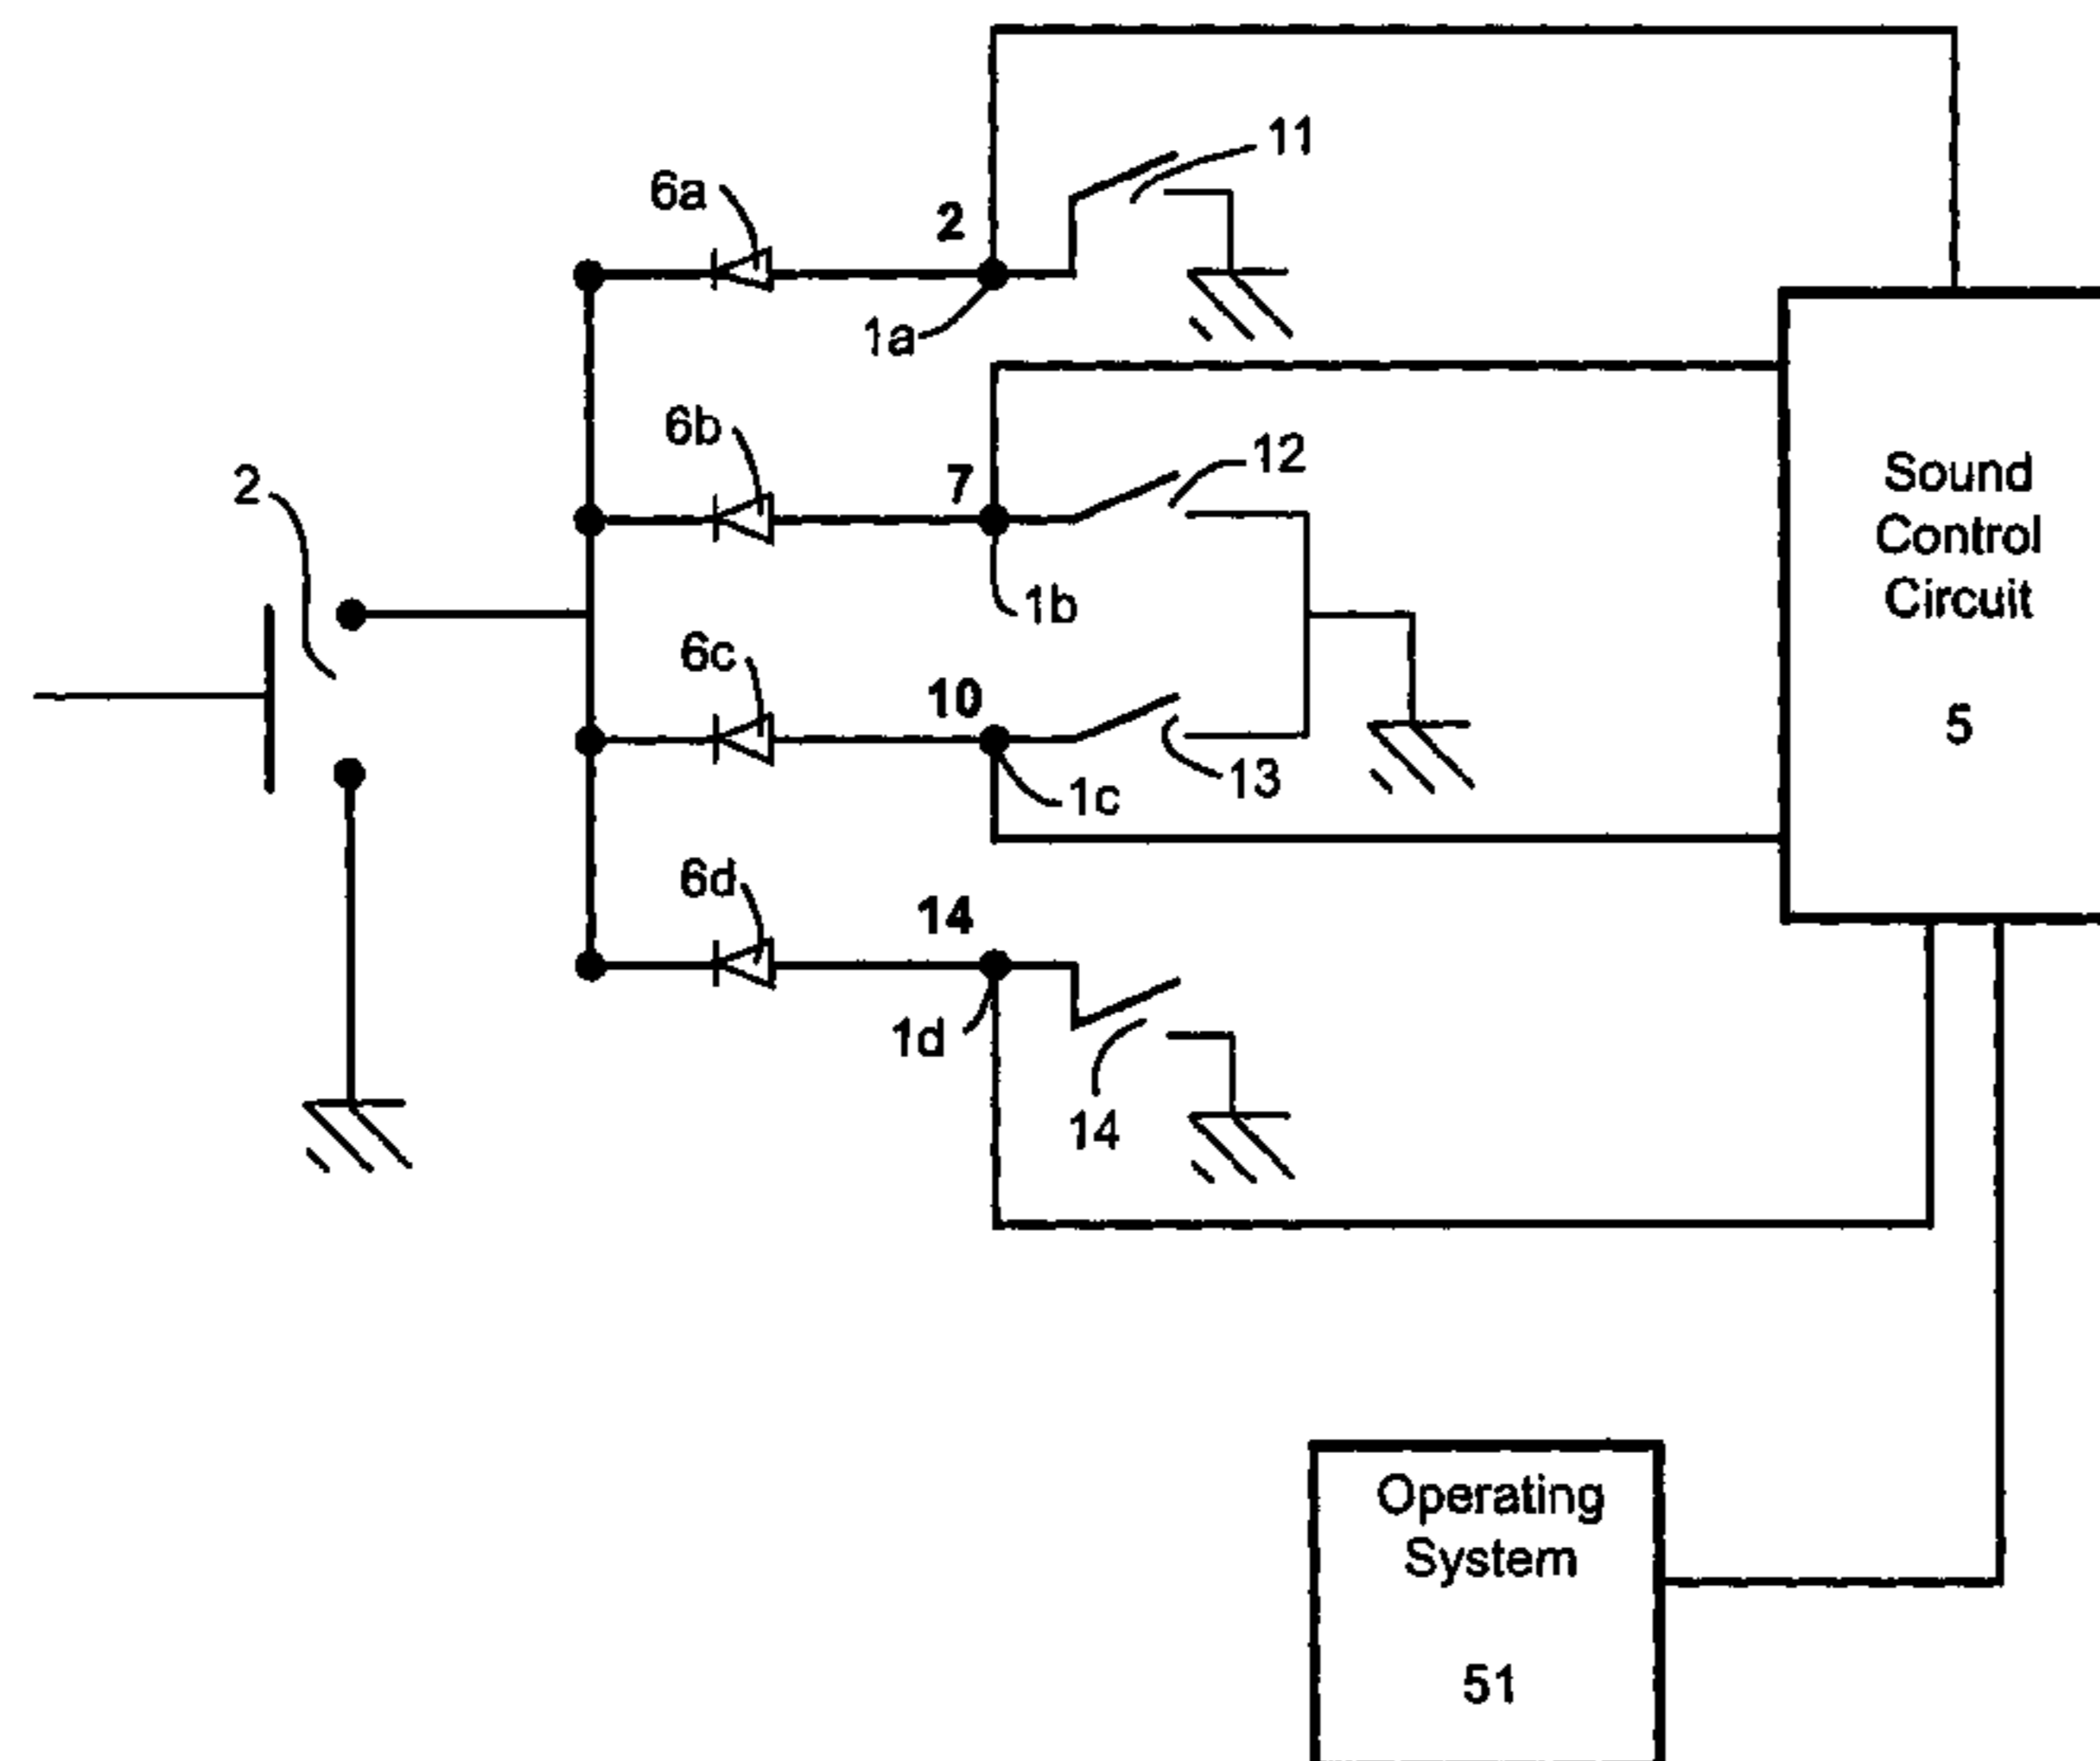 11
6a
2
1a
6b
7
12
Sound
Control
Circuit
2
1b
6c
10
5
1c
13
6d
14
1d
14
Operating
System
51